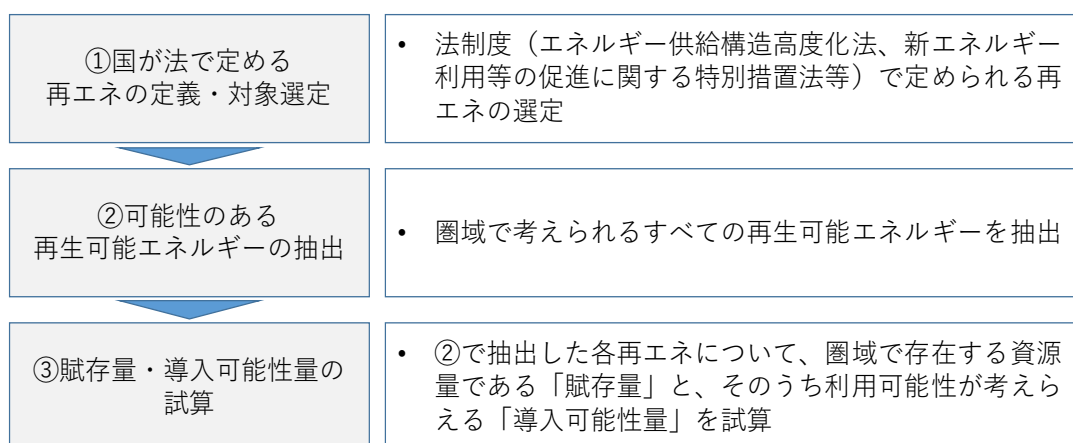 ①国が法で定める
再エネの定義・対象選定
• 法制度（エネルギー供給構造高度化法、新エネルギー
利用等の促進に関する特別措置法等）で定められる再
エネの選定
②可能性のある
再生可能エネルギーの抽出
• 圏域で考えられるすべての再生可能エネルギーを抽出
③賦存量・導入可能性量の
試算
• ②で抽出した各再エネについて、圏域で存在する資源
量である「賦存量」と、そのうち利用可能性が考えら
える「導入可能性量」を試算